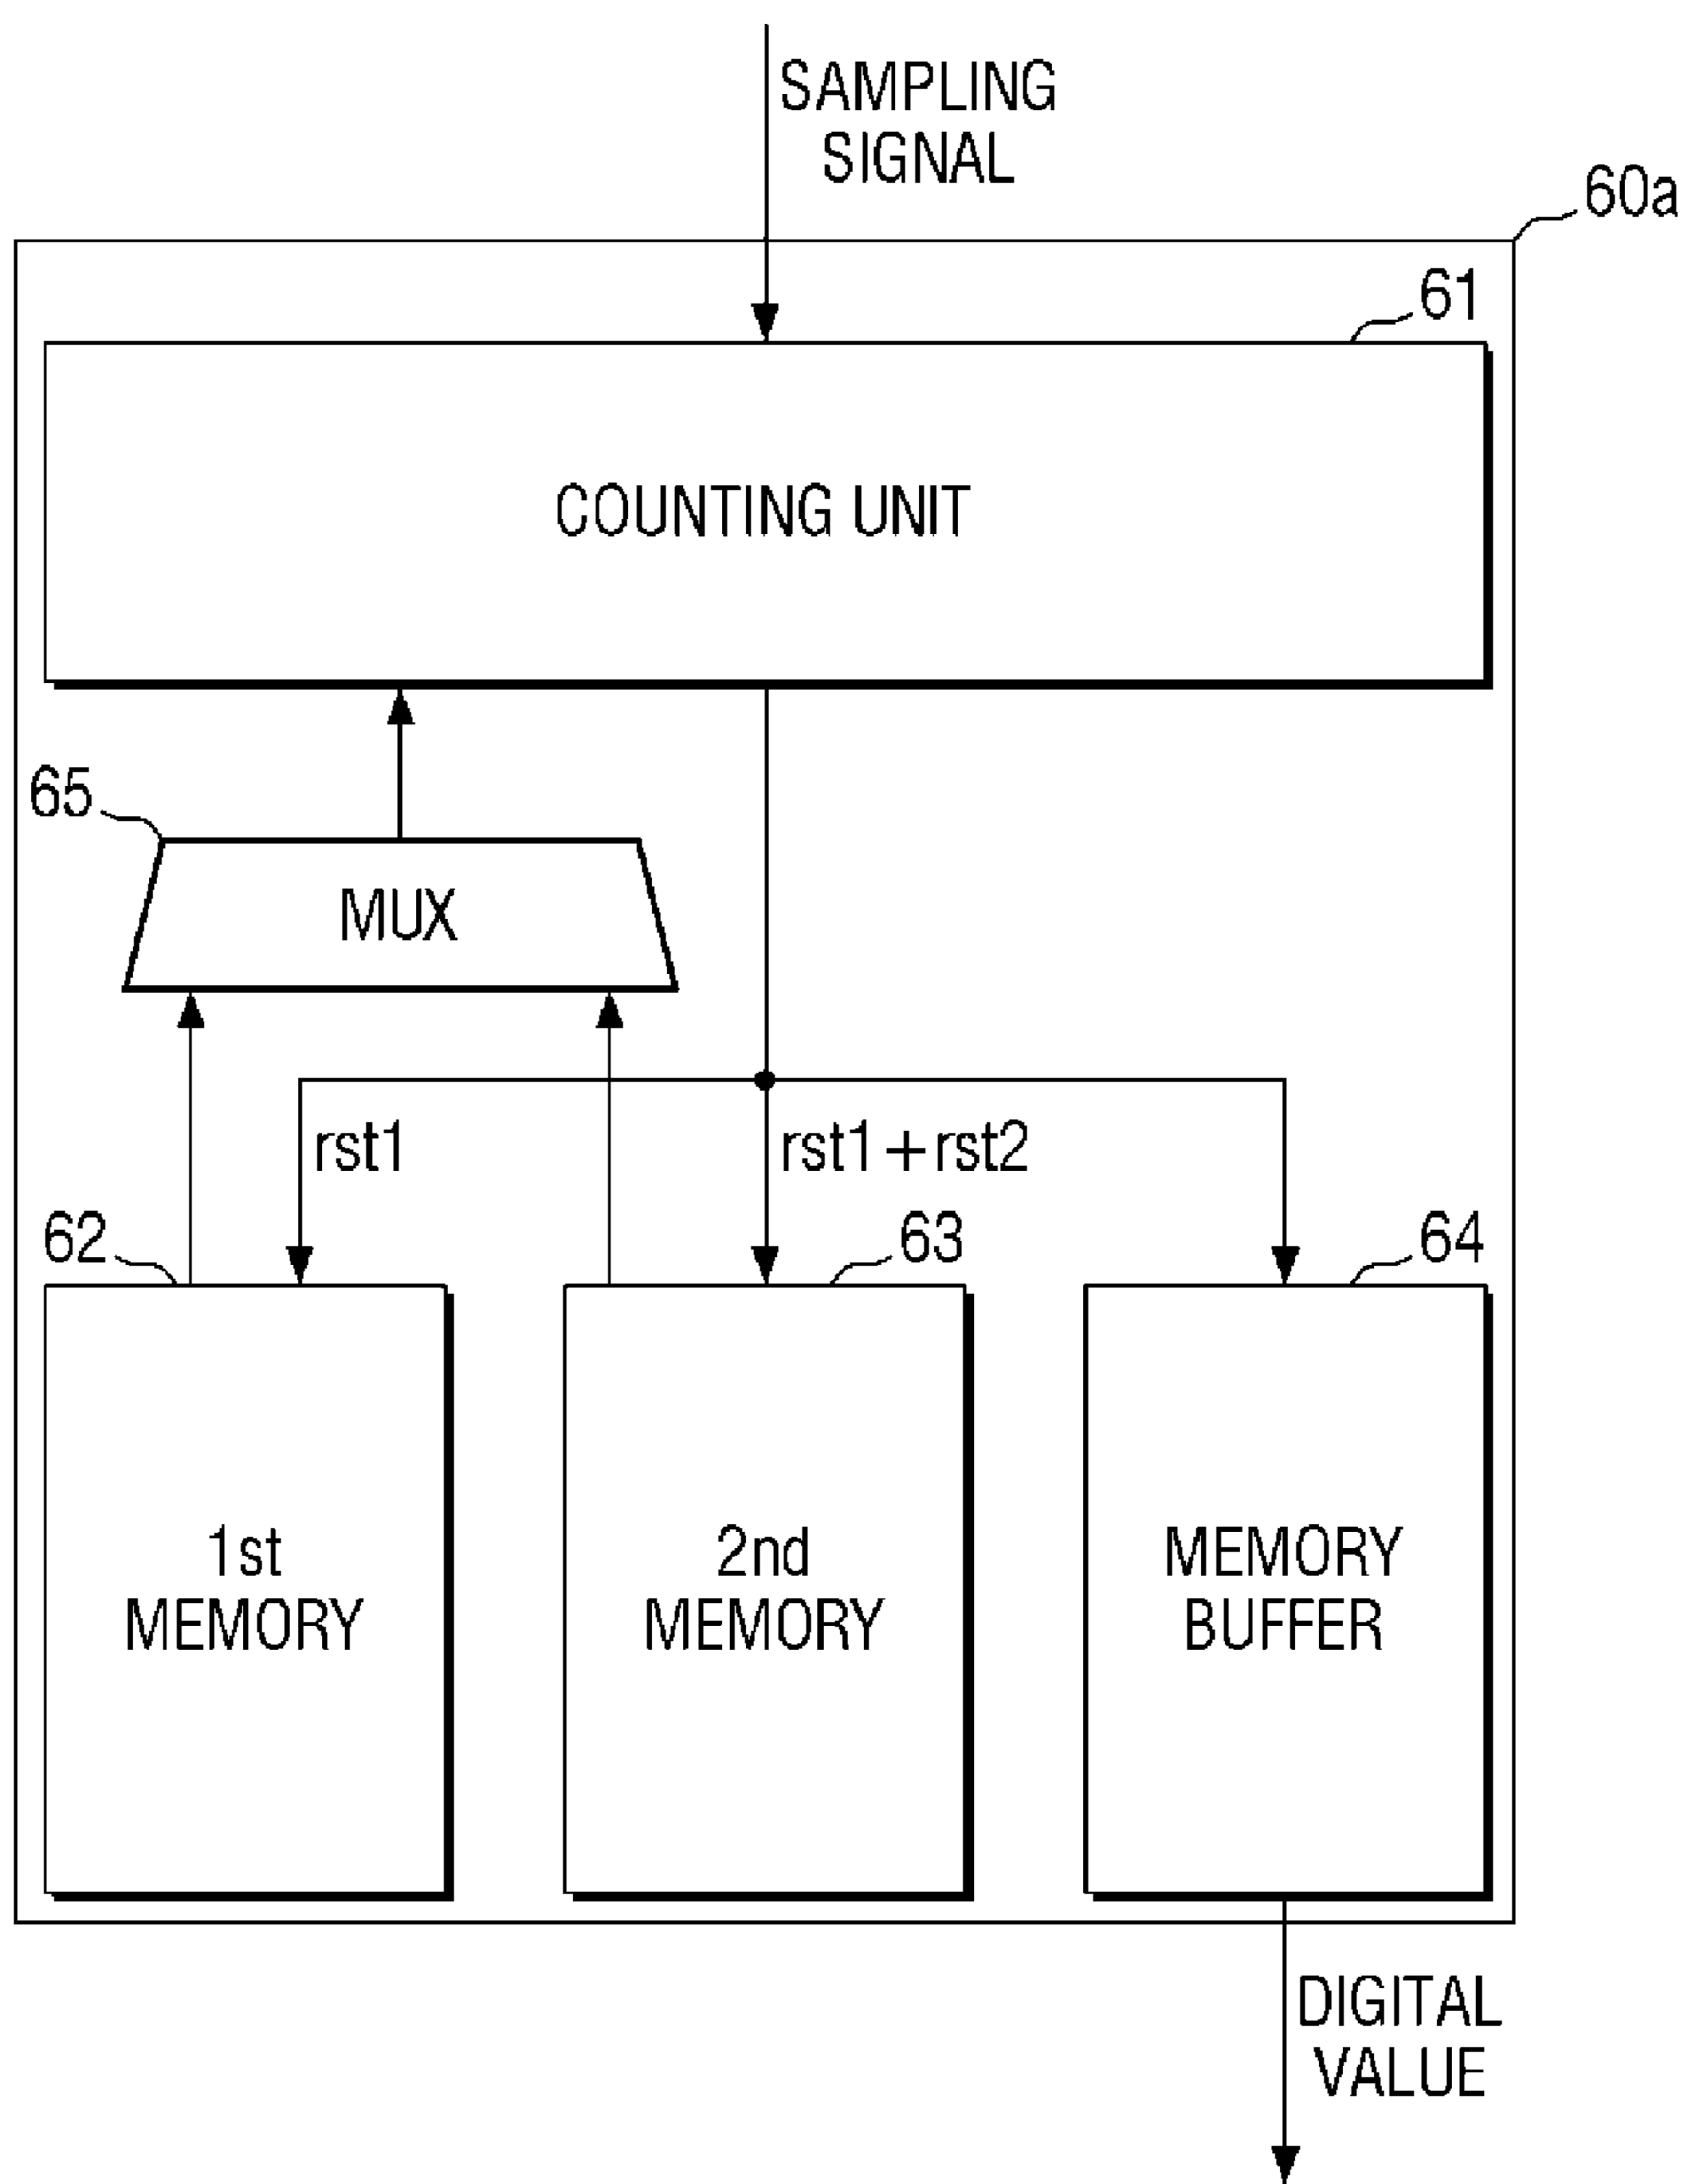 SAMPLING
SIGNAL
60a
61
COUNTING UNIT
65
MUX
rst1
rst1+rst2
62
63
64
1st
MEMORY
2nd
MEMORY
MEMORY
BUFFER
DIGITAL
VALUE